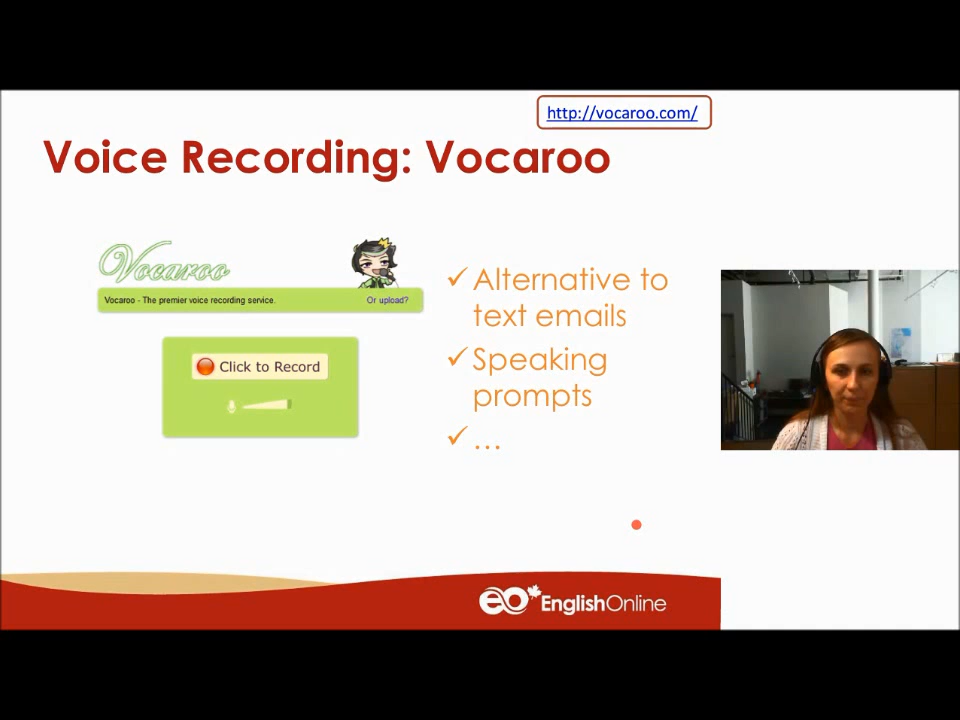 http://vocaroo.com/
Voice Recording: Vocaroo
Vocaroo
Vocaroo - The premier voice recording service.
Or upload?
Click to Record
✓ Alternative to
text emails
✓ Speaking
prompts
✓ …
eo EnglishOnline